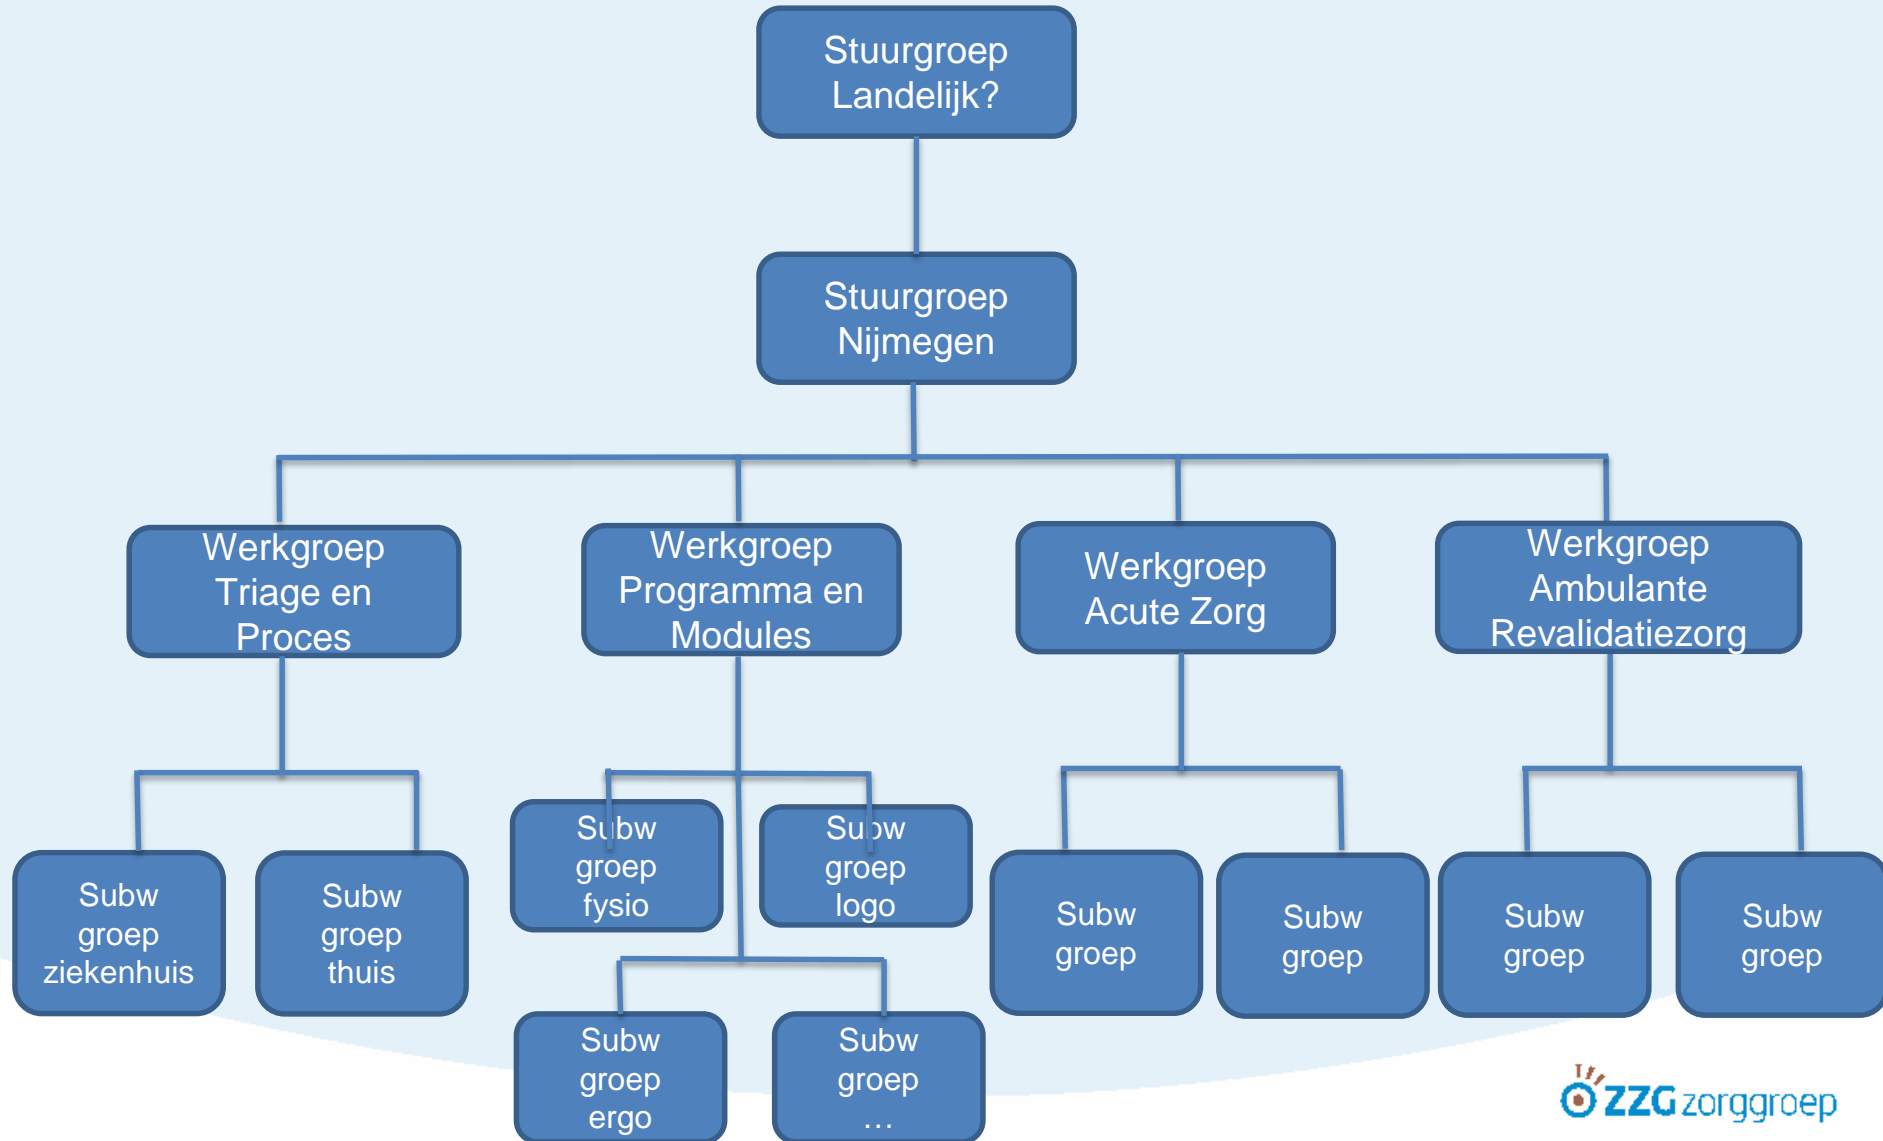 Stuurgroep
Landelijk?
Stuurgroep
Nijmegen
Werkgroep
Triage en
Proces
Werkgroep
Programma en
Modules
Werkgroep
Acute Zorg
Werkgroep
Ambulante
Revalidatiezorg
Subw
groep
ziekenhuis
Subw
groep
thuis
Subw
groep
fysio
Subw
groep
logo
Subw
groep
ergo
Subw
groep
…
Subw
groep
Subw
groep
Subw
groep
Subw
groep
ZZG zorggroep